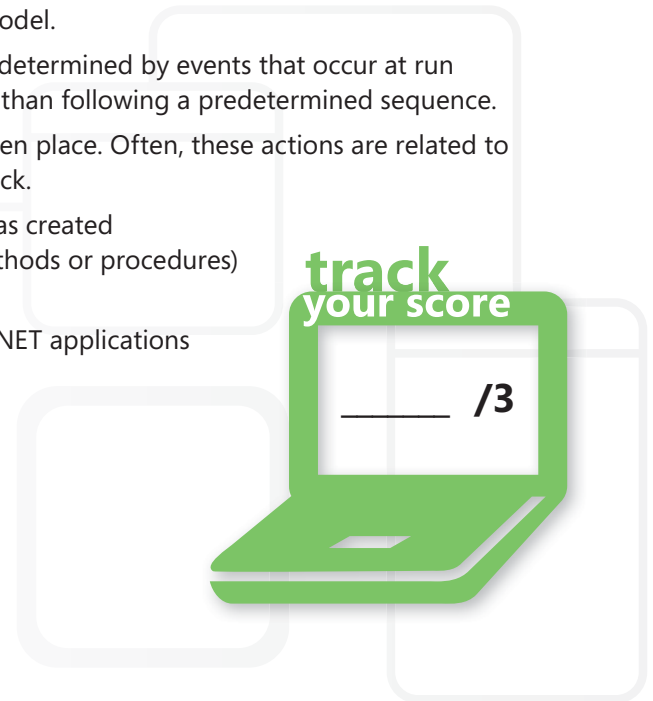 odel.
determined by events that occur at run
than following a predetermined sequence.
en place. Often, these actions are related to
ck.
as created
thods or procedures)
NET applications
track
your score
_______ /3